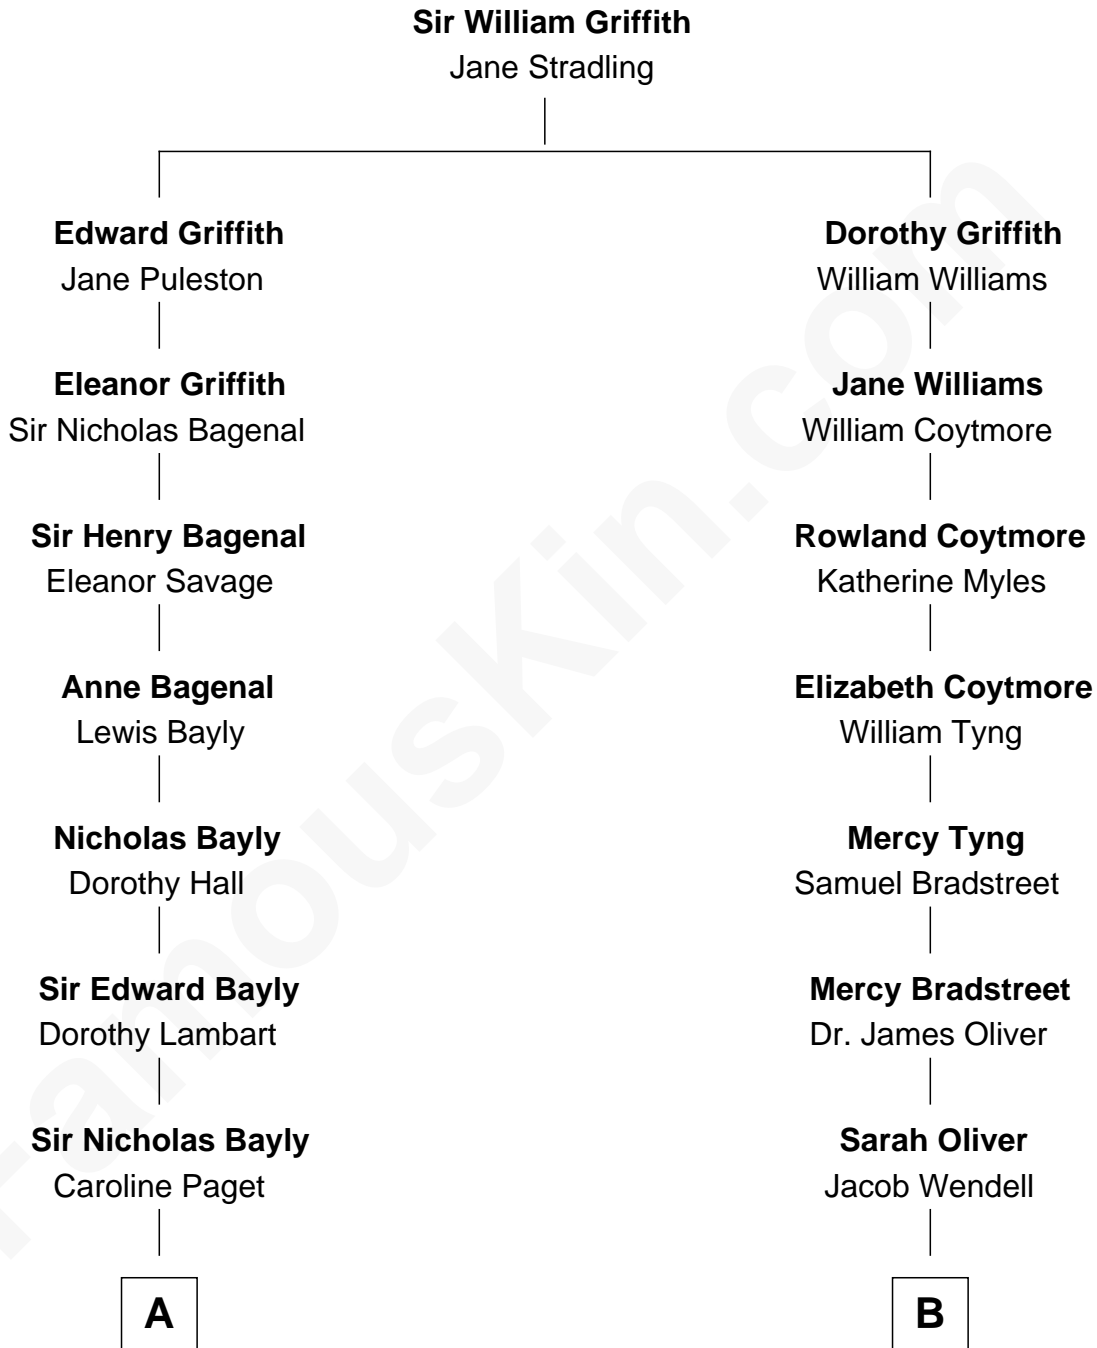 Sir William Griffith
Jane Stradling
Edward Griffith
Jane Puleston
Dorothy Griffith
William Williams
Eleanor Griffith
Sir Nicholas Bagenal
Jane Williams
William Coytmore
Sir Henry Bagenal
Eleanor Savage
Rowland Coytmore
Katherine Myles
Anne Bagenal
Lewis Bayly
Elizabeth Coytmore
William Tyng
Nicholas Bayly
Dorothy Hall
Mercy Tyng
Samuel Bradstreet
Sir Edward Bayly
Dorothy Lambart
Mercy Bradstreet
Dr. James Oliver
Sir Nicholas Bayly
Caroline Paget
Sarah Oliver
Jacob Wendell
A
B
FamousKin.com